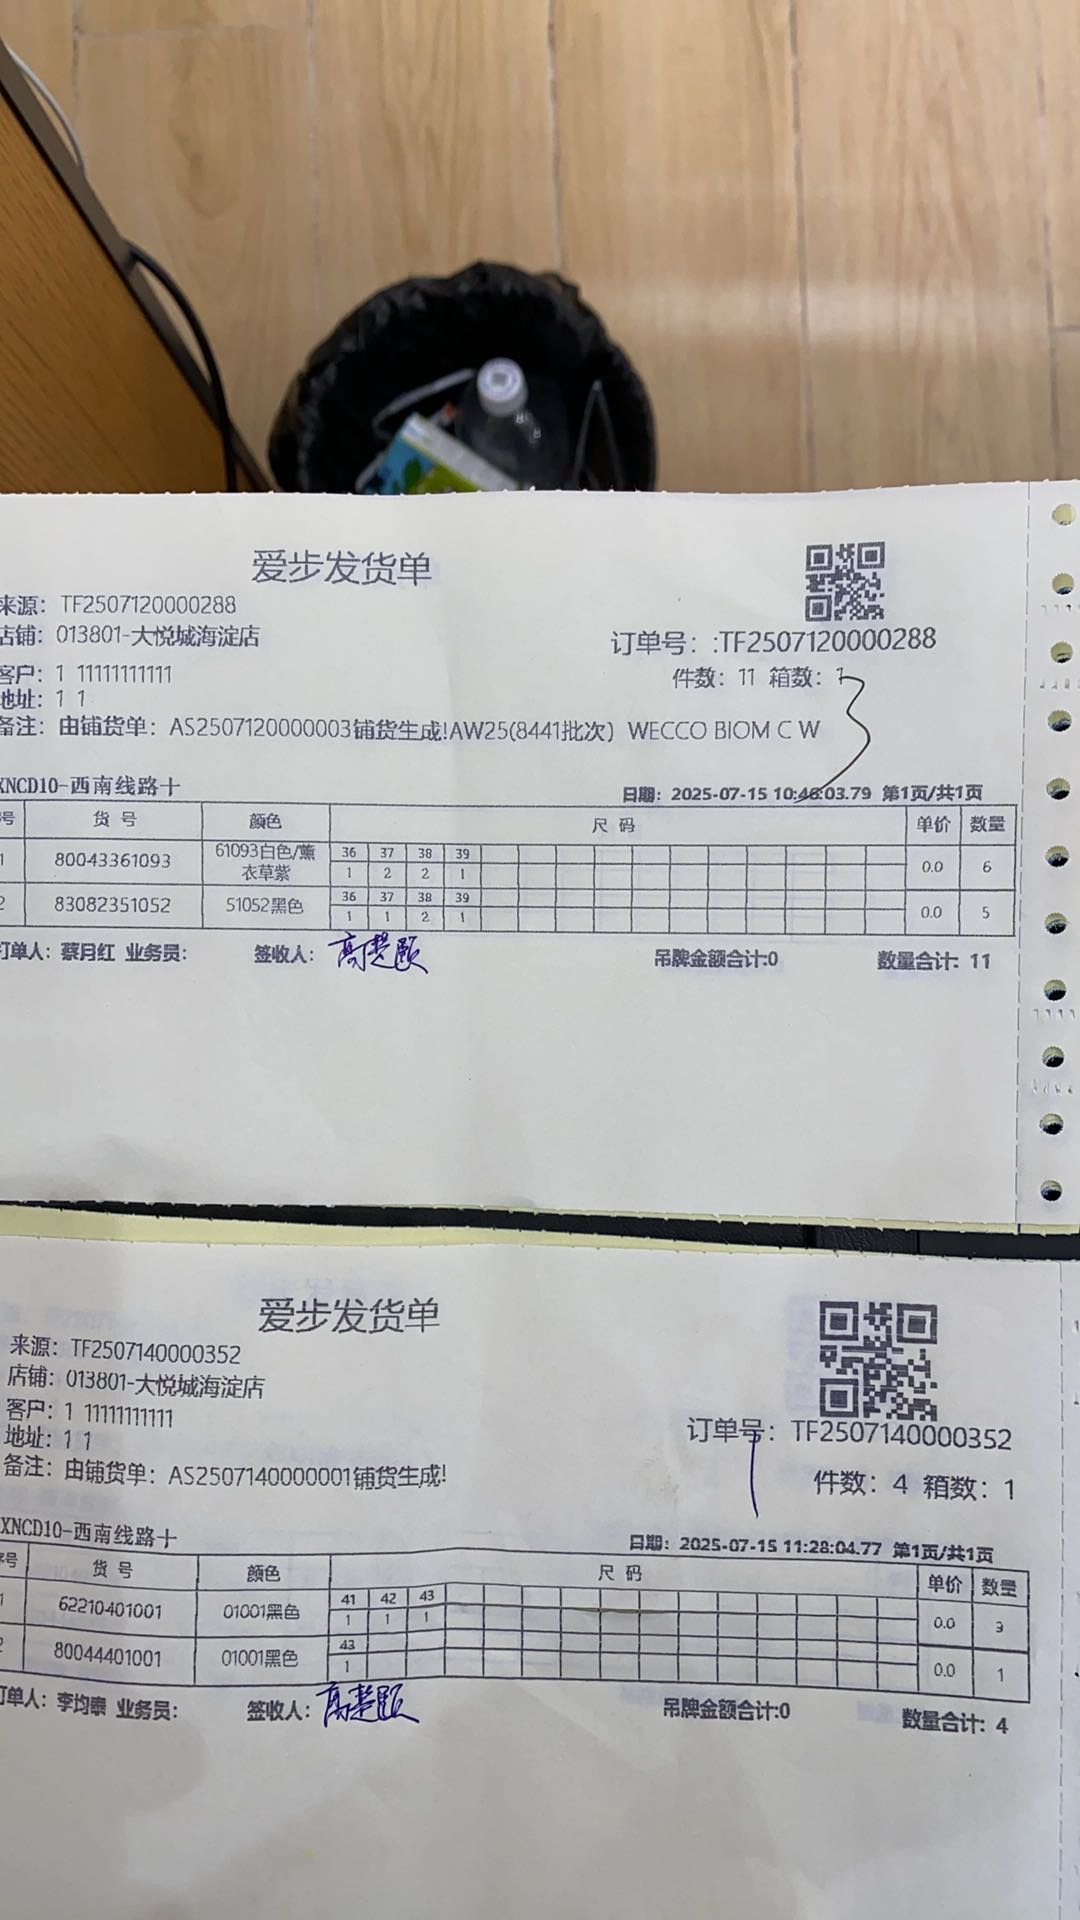 爱步发货单
来源：TF2507120000288
店铺：013801-大悦城海淀店
订单号：:TF2507120000288
客户：1 11111111111
件数：11 箱数：
地址：1 1
备注：由铺货单：AS2507120000003铺货生成!AW25(8441批次）WECCO BIOM C W
XNCD10-西南线路十
日期：2025-07-15 10:46:03.79 第1页/共1页
号 货 号 颜色 尺 码 单价 数量
1 80043361093 61093白色/薰衣草紫 36 37 38 39 0.0 6
1 2 2 1
2 83082351052 51052黑色 36 37 38 39 0.0 5
1 1 2 1
打单人：蔡月红 业务员： 签收人：高楚颐 吊牌金额合计:0 数量合计：11
爱步发货单
来源：TF2507140000352
店铺：013801-大悦城海淀店
客户：1 11111111111
订单号：TF2507140000352
地址：1 1
备注：由铺货单：AS2507140000001铺货生成!
件数：4 箱数：1
XNCD10-西南线路十
日期：2025-07-15 11:28:04.77 第1页/共1页
序号 货 号 颜色 尺 码 单价 数量
1 62210401001 01001黑色 41 42 43 0.0 3
1 1 1
2 80044401001 01001黑色 43 0.0 1
1
打单人：李均泰 业务员： 签收人：高楚颐 吊牌金额合计:0 数量合计：4